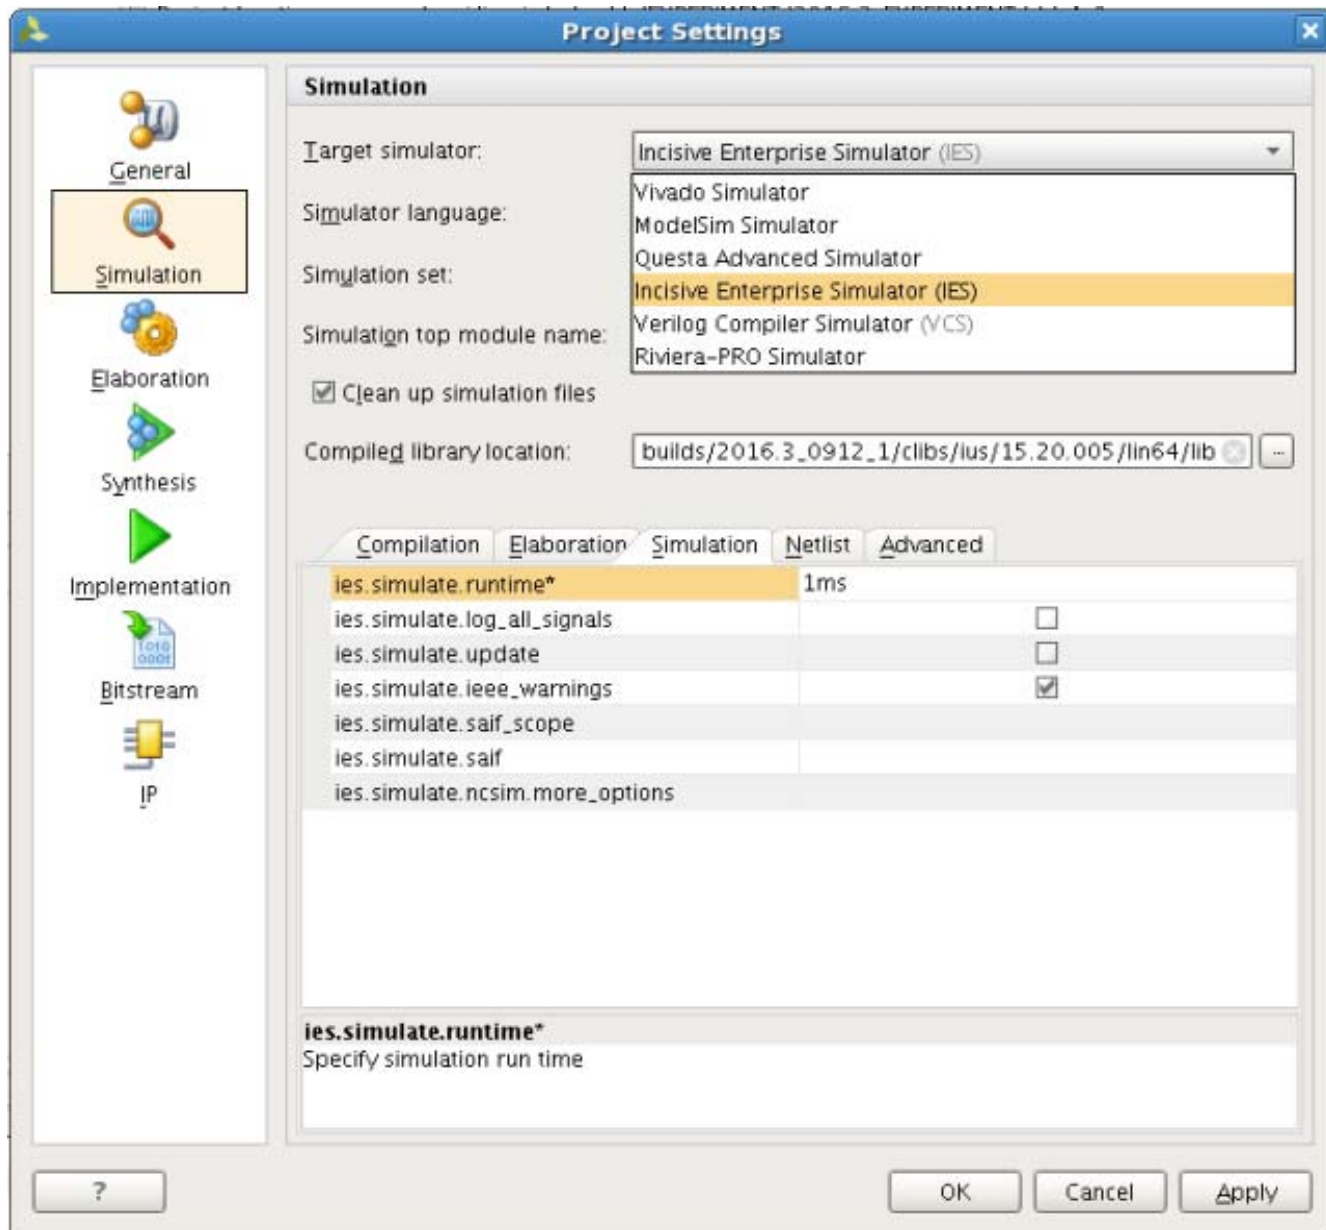 Project Settings
General
Simulation
Elaboration
Synthesis
Implementation
Bitstream
IP
Simulation
Target simulator: Incisive Enterprise Simulator (IES)
Vivado Simulator
Simulator language:
ModelSim Simulator
Questa Advanced Simulator
Simulation set:
Incisive Enterprise Simulator (IES)
Verilog Compiler Simulator (VCS)
Simulation top module name:
Riviera-PRO Simulator
Clean up simulation files
Compiled library location: builds/2016.3_0912_1/clibs/ius/15.20.005/lin64/lib ...
Compilation Elaboration Simulation Netlist Advanced
ies.simulate.runtime* 1ms
ies.simulate.log_all_signals
ies.simulate.update
ies.simulate.ieee_warnings
ies.simulate.saif_scope
ies.simulate.saif
ies.simulate.ncsim.more_options
ies.simulate.runtime*
Specify simulation run time
? OK Cancel Apply